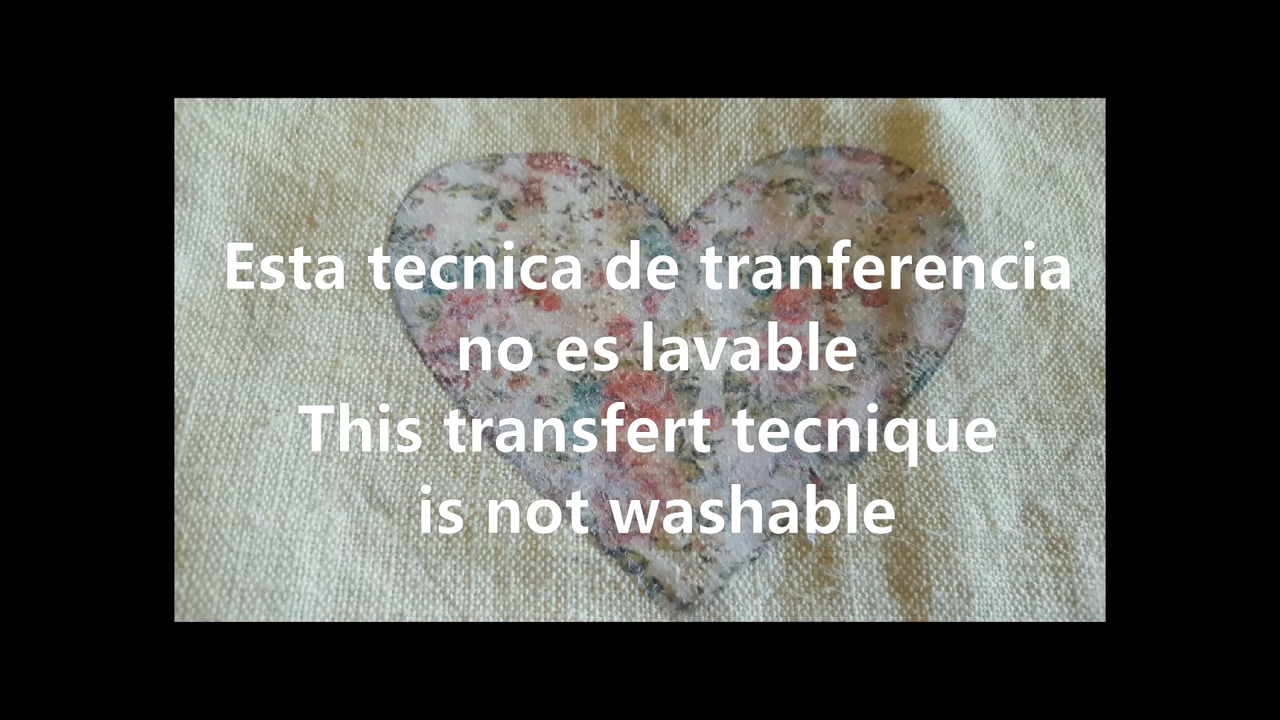 Esta tecnica de tranferencia
no es lavable
This transfert tecnique
is not washable